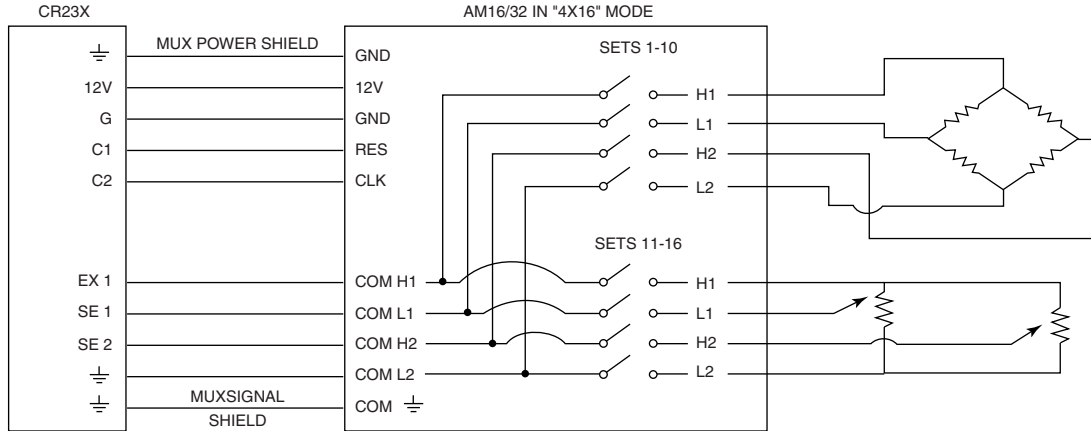 CR23X
AM16/32 IN "4X16" MODE
MUX POWER SHIELD
GND
SETS 1-10
12V
12V
H1
G
GND
L1
C1
RES
H2
C2
CLK
L2
SETS 11-16
EX 1
COM H1
H1
SE 1
COM L1
L1
SE 2
COM H2
H2
COM L2
L2
MUXSIGNAL
SHIELD
COM